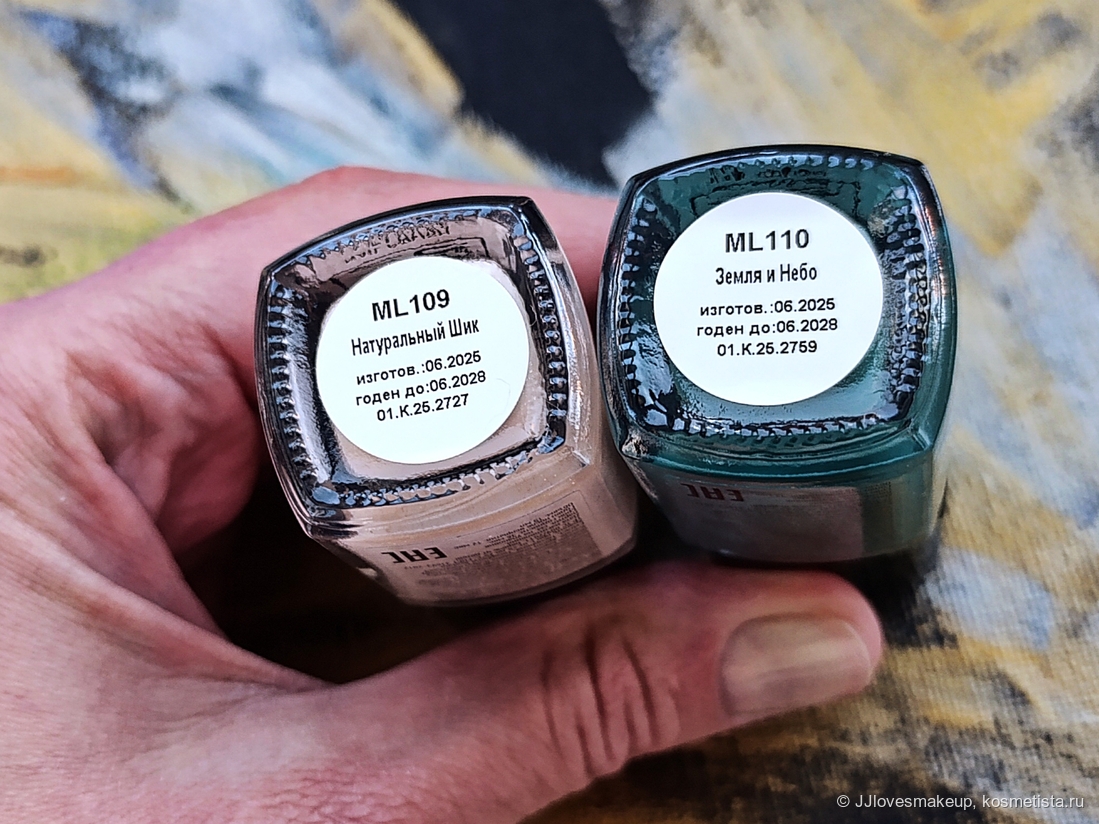 ML109
Натуральный Шик
изготов.:06.2025
годен до:06.2028
01.К.25.2727
ML110
Земля и Небо
изготов.:06.2025
годен до:06.2028
01.К.25.2759
EAC
EAC
© JJlovesmakeup, kosmetista.ru